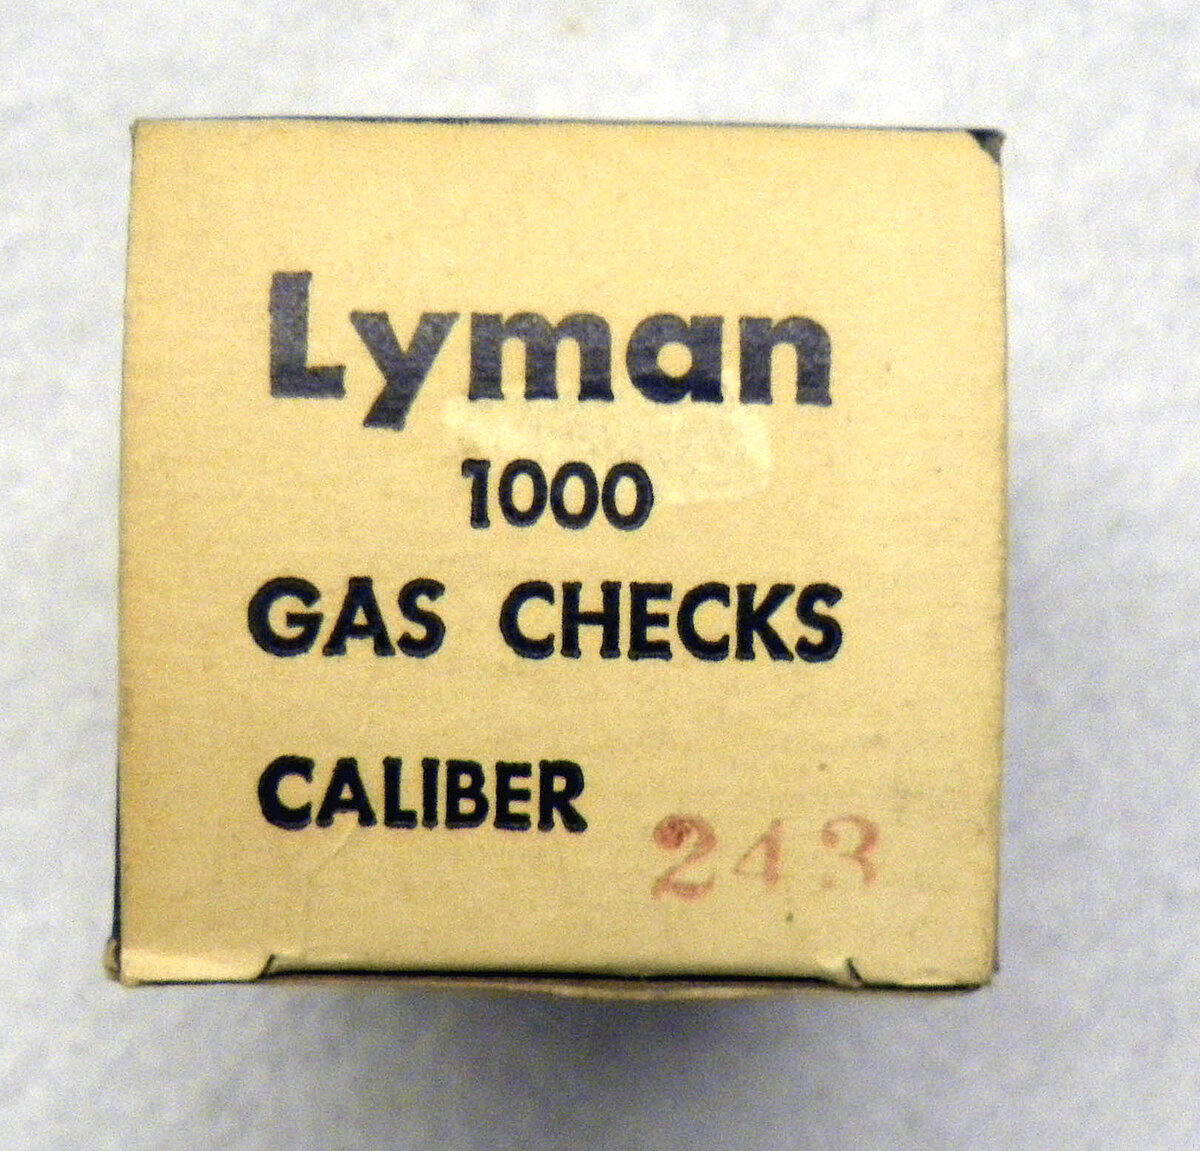 Lyman
1000
GAS CHECKS
CALIBER 243